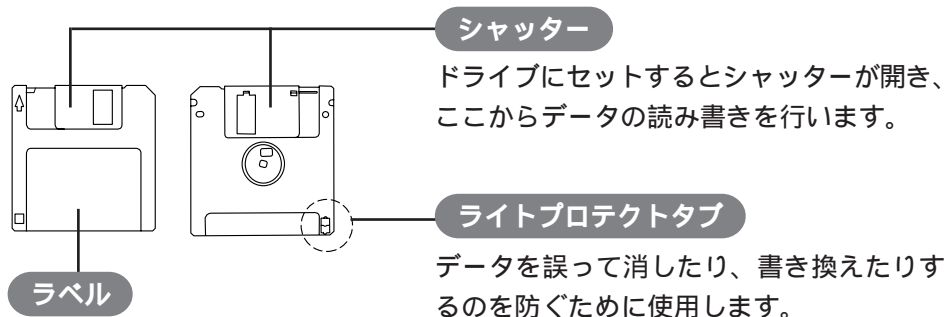 シャッター
ドライブにセットするとシャッターが開き、
ここからデータの読み書きを行います。
ライトプロテクトタブ
データを誤って消したり、書き換えたりす
るのを防ぐために使用します。
ラベル